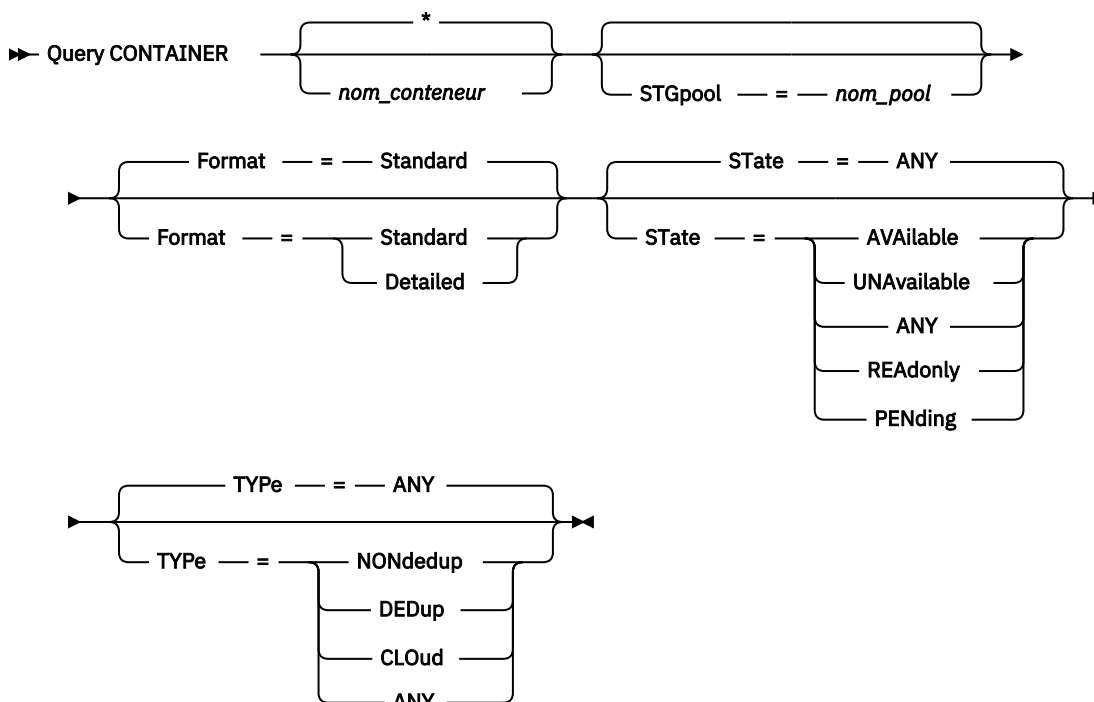 *
Query CONTAINER
nom_conteneur
STGpool = nom_pool
Format = Standard
Format = Standard
Detailed
STate = ANY
STate = AVAilable
UNAvailable
ANY
REAdonly
PENding
TYPe = ANY
TYPe = NONdedup
DEDup
CLOud
ANY